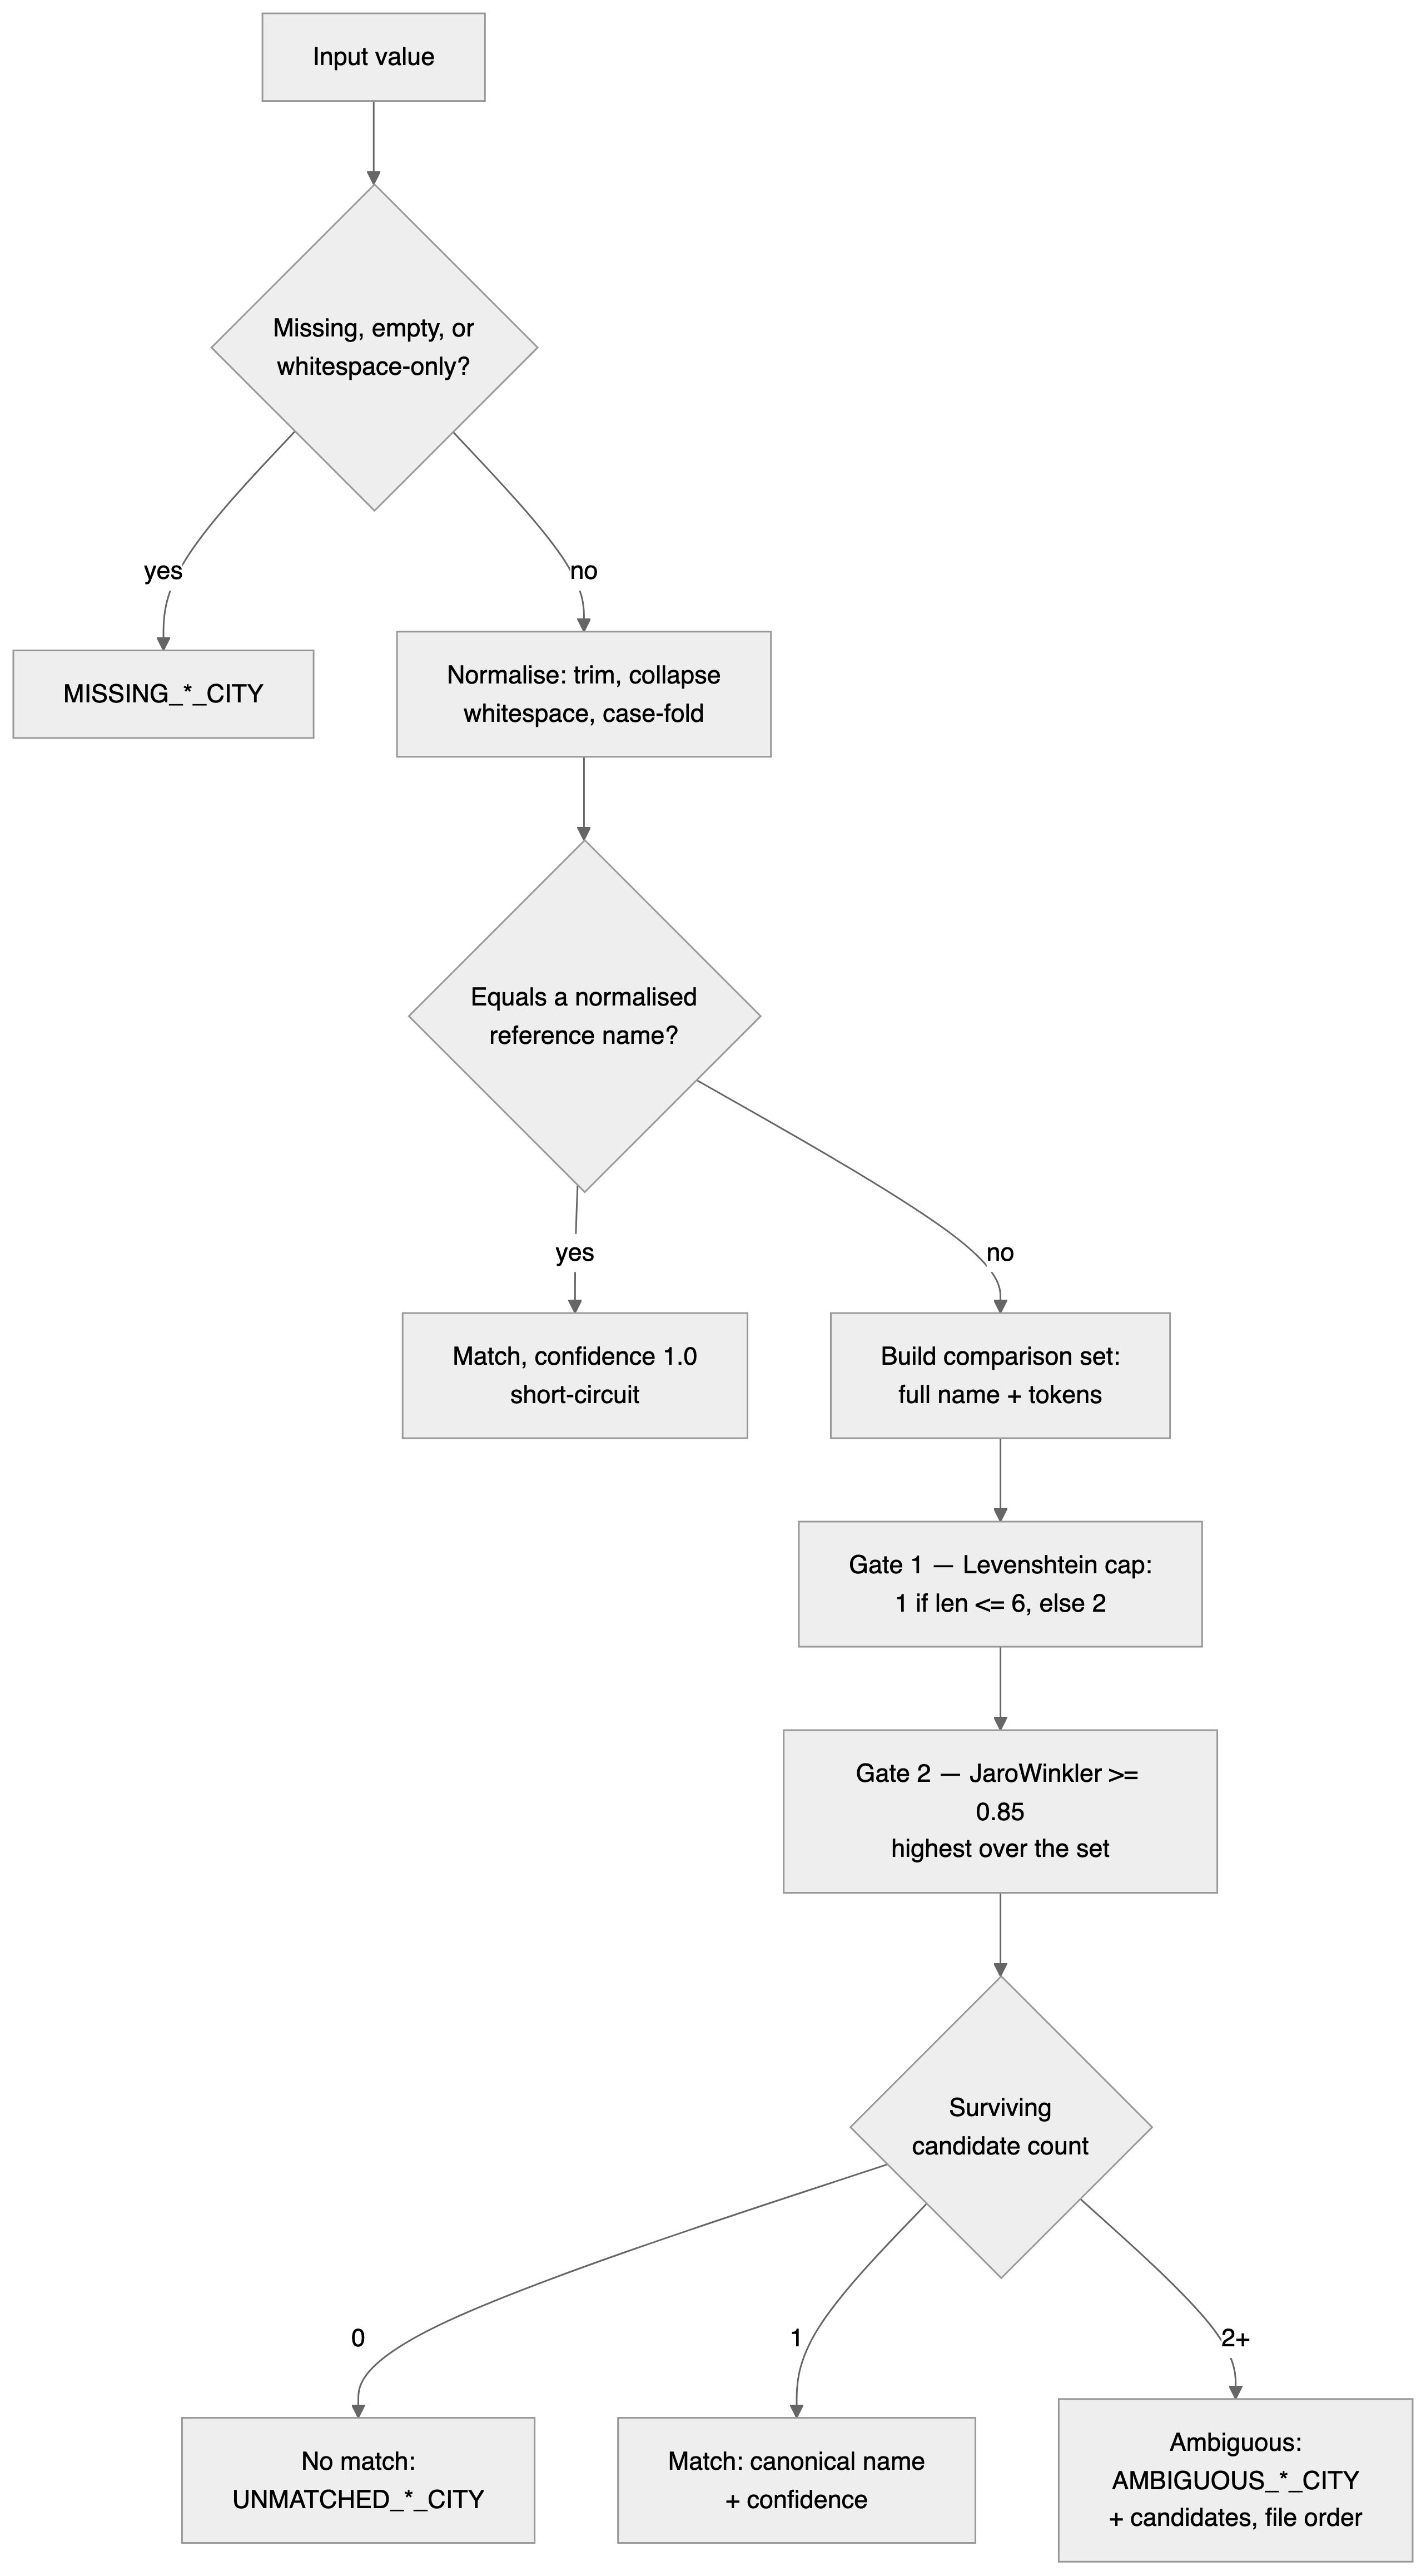 Input value
Missing, empty, or
whitespace-only?
yes
no
MISSING_*_CITY
Normalise: trim, collapse
whitespace, case-fold
Equals a normalised
reference name?
yes
no
Match, confidence 1.0
short-circuit
Build comparison set:
full name + tokens
Gate 1 — Levenshtein cap:
1 if len <= 6, else 2
Gate 2 — JaroWinkler >=
0.85
highest over the set
Surviving
candidate count
0
1
2+
No match:
UNMATCHED_*_CITY
Match: canonical name
+ confidence
Ambiguous:
AMBIGUOUS_*_CITY
+ candidates, file order